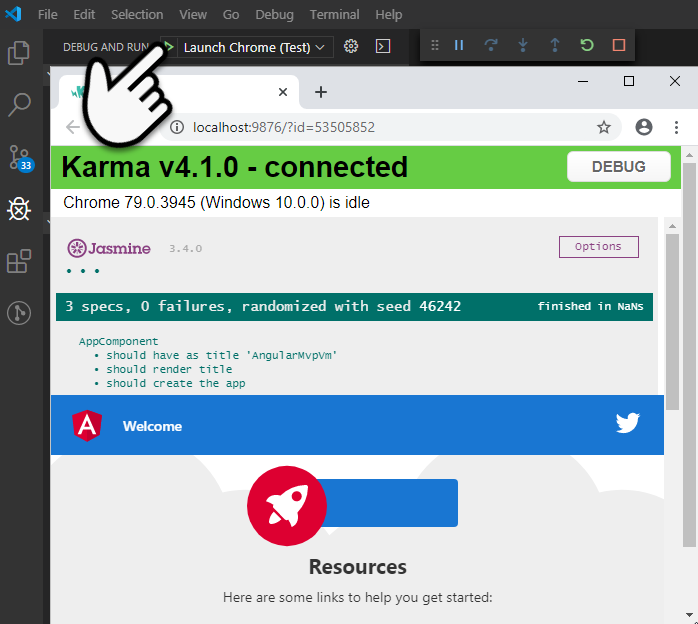 File Edit Selection View Go Debug Terminal Help
DEBUG AND RUN Launch Chrome (Test)
localhost:9876/?id=53505852
33
Karma v4.1.0 - connected
DEBUG
Chrome 79.0.3945 (Windows 10.0.0) is idle
Jasmine 3.4.0
Options
• • •
3 specs, 0 failures, randomized with seed 46242
finished in NaNs
AppComponent
• should have as title 'AngularMvpVm'
• should render title
• should create the app
A
Welcome
Resources
Here are some links to help you get started: